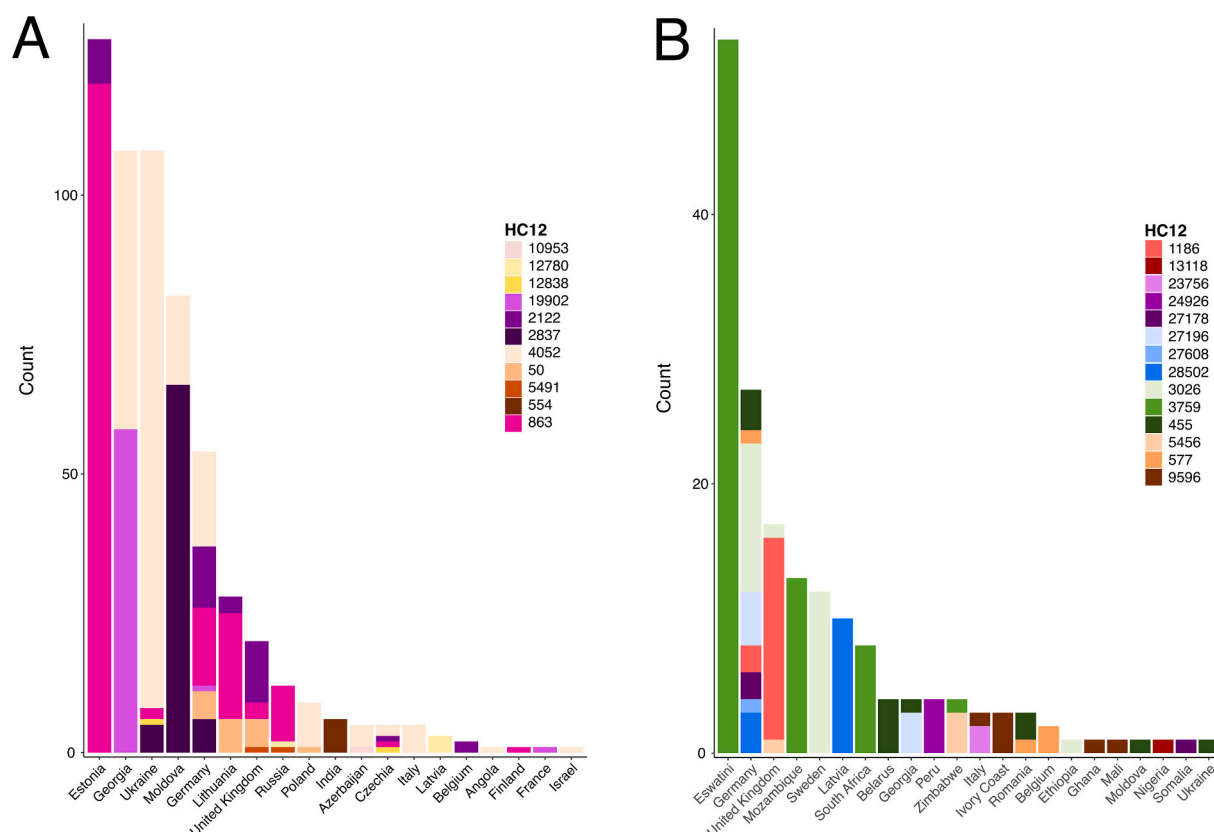 A
Count
100
50
0
HC12
10953
12780
12838
19902
2122
2837
4052
50
5491
554
863
Estonia
Georgia
Ukraine
Moldova
Germany
Lithuania
United Kingdom
Russia
Poland
India
Azerbaijan
Czechia
Italy
Latvia
Belgium
Angola
Finland
France
Israel
B
Count
40
20
0
HC12
1186
13118
23756
24926
27178
27196
27608
28502
3026
3759
455
5456
577
9596
Eswatini
Germany
United Kingdom
Mozambique
Sweden
Latvia
South Africa
Belarus
Georgia
Peru
Zimbabwe
Italy
Ivory Coast
Romania
Belgium
Ethiopia
Ghana
Mali
Moldova
Nigeria
Somalia
Ukraine